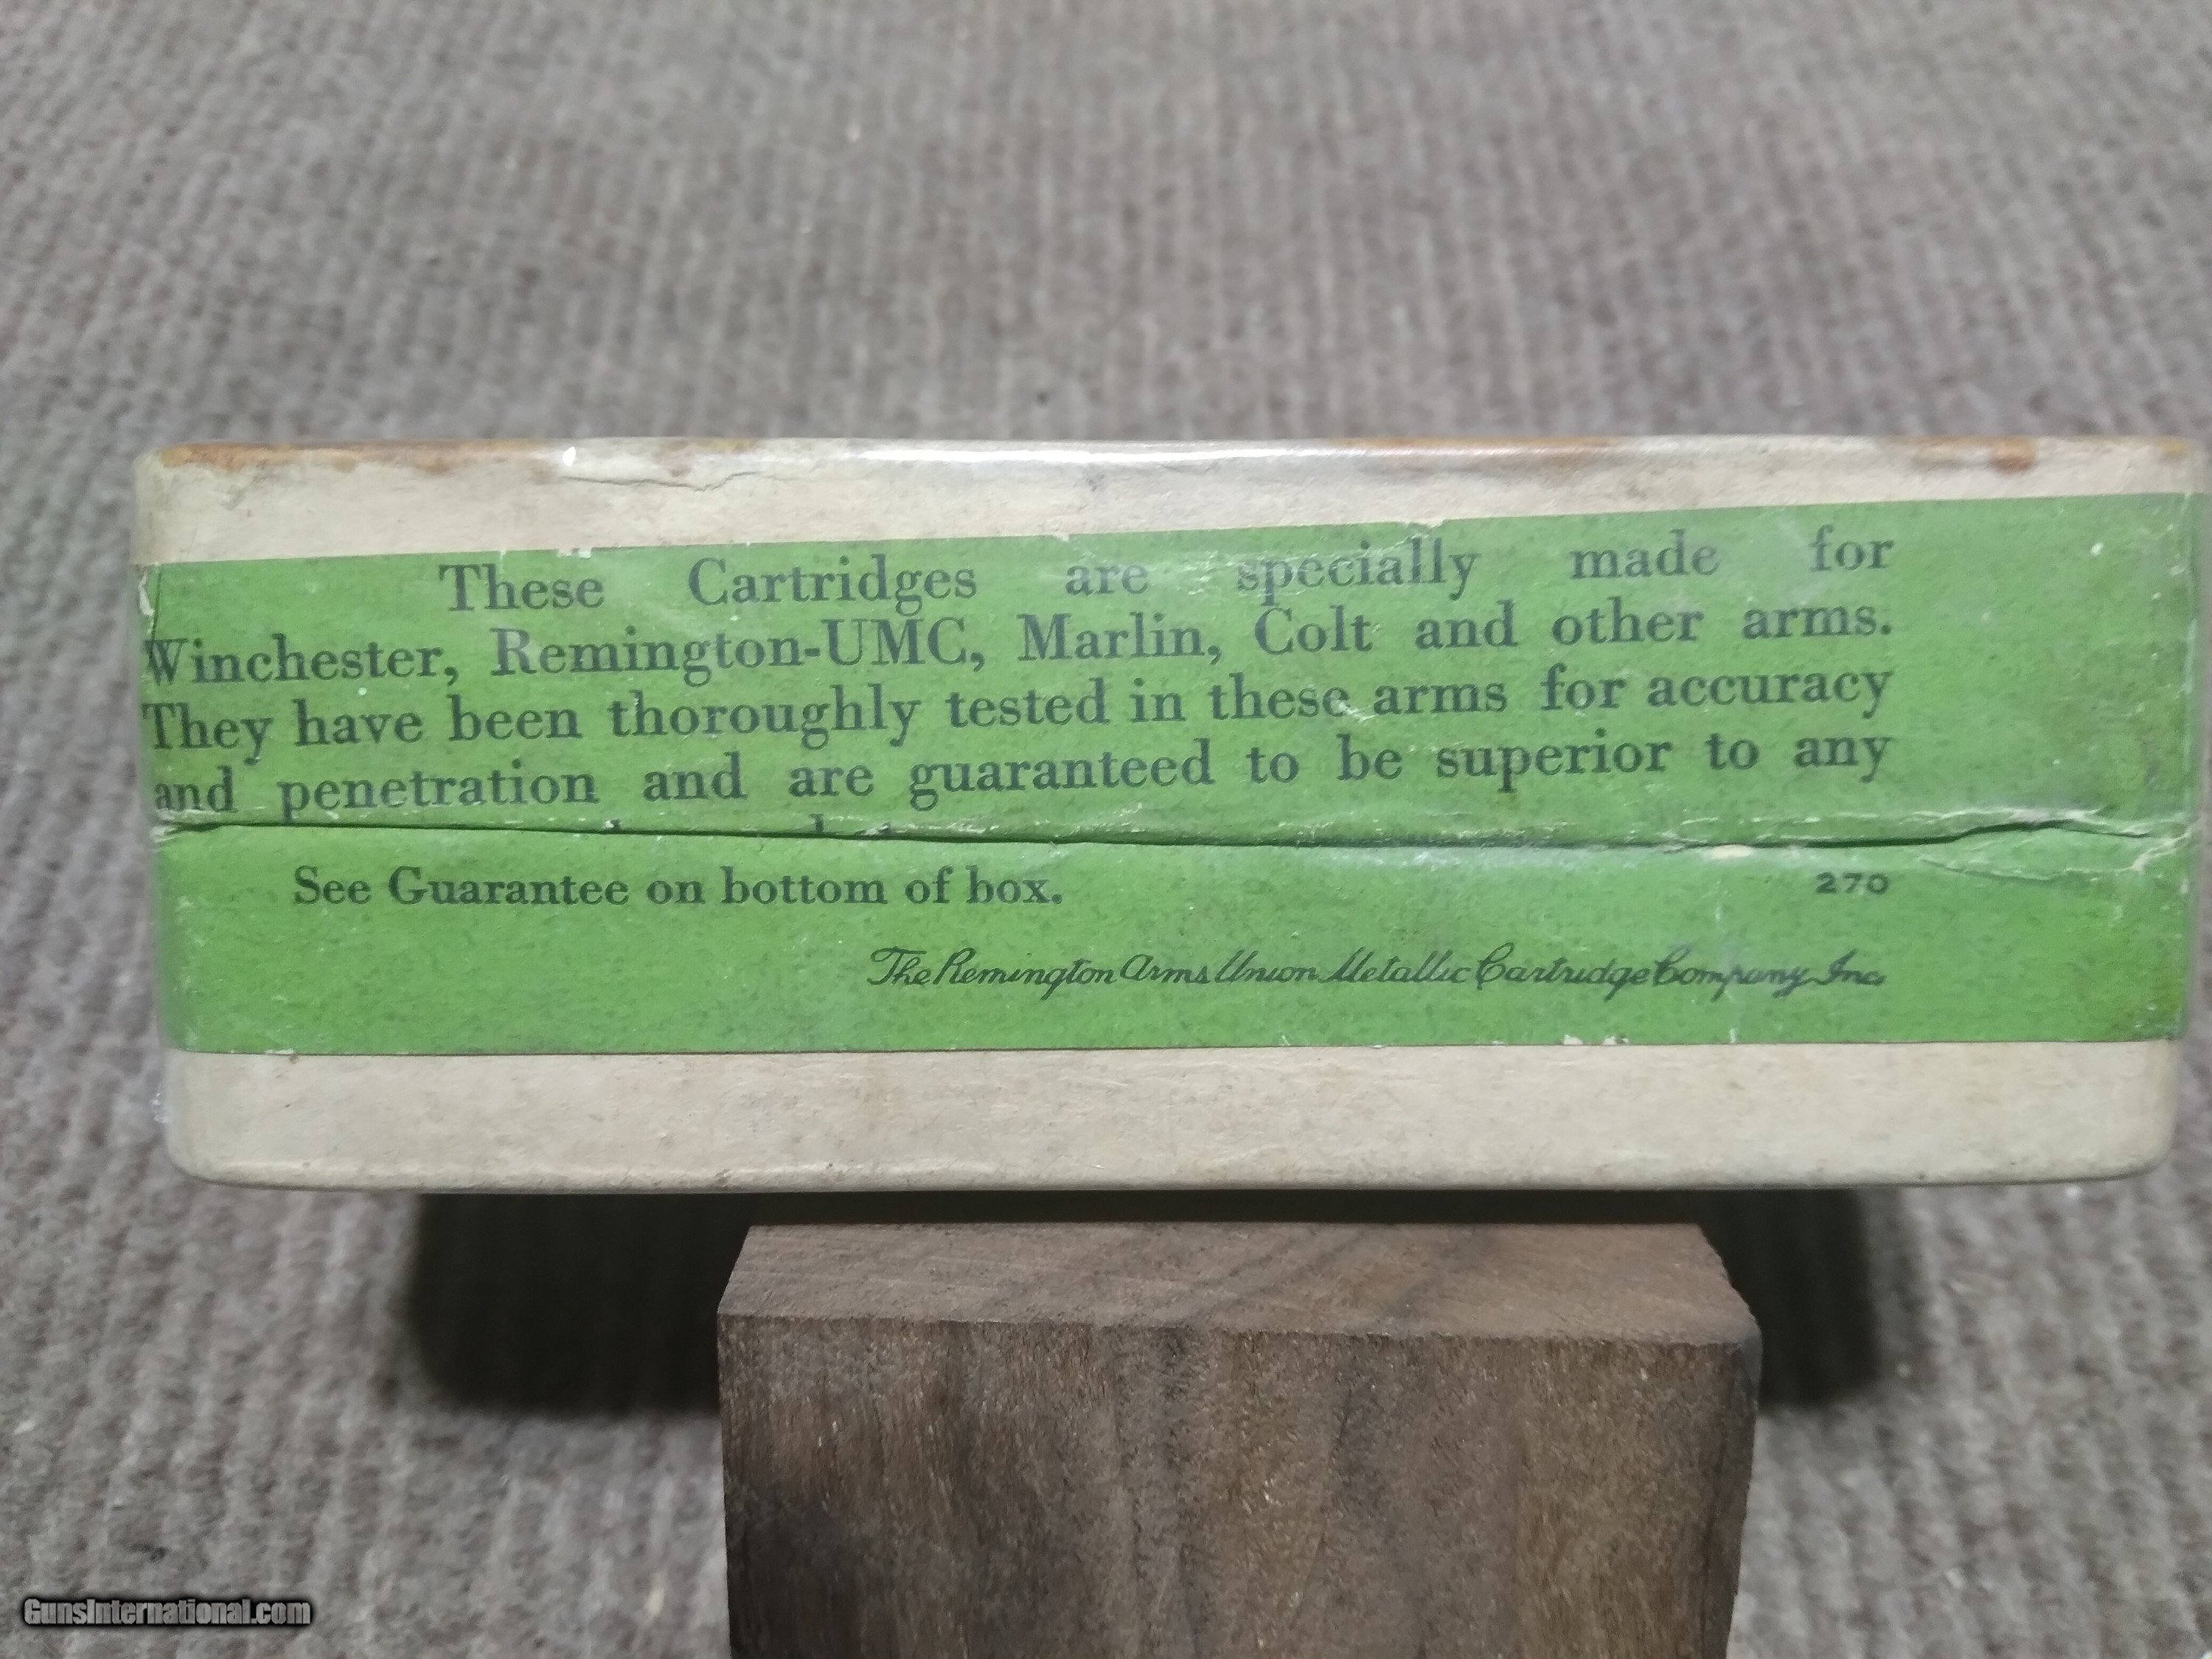 These Cartridges are specially made for
Winchester, Remington-UMC, Marlin, Colt and other arms.
They have been thoroughly tested in these arms for accuracy
and penetration and are guaranteed to be superior to any
See Guarantee on bottom of box. 270
The Remington Arms Union Metallic Cartridge Company, Inc.
GunsInternational.com